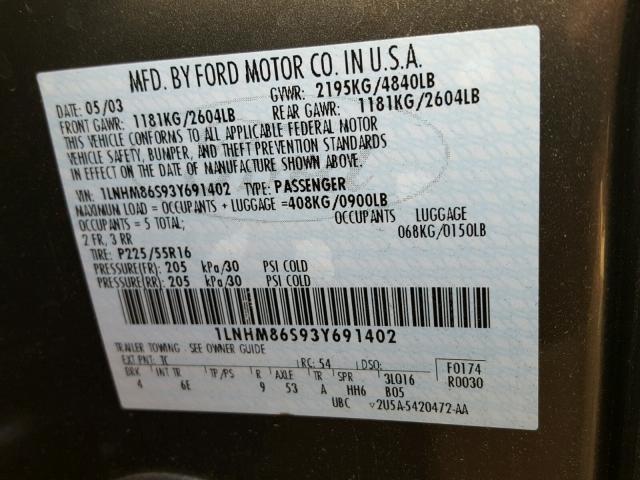 MFD. BY FORD MOTOR CO. IN U.S.A.
DATE: 05/03 GVWR: 2195KG/4840LB
FRONT GAWR: 1181KG/2604LB REAR GAWR: 1181KG/2604LB
THIS VEHICLE CONFORMS TO ALL APPLICABLE FEDERAL MOTOR
VEHICLE SAFETY, BUMPER, AND THEFT PREVENTION STANDARDS
IN EFFECT ON THE DATE OF MANUFACTURE SHOWN ABOVE.
VIN: 1LNHM86S93Y691402 TYPE: PASSENGER
MAXIMUM LOAD = OCCUPANTS + LUGGAGE =408KG/0900LB
OCCUPANTS = 5 TOTAL; OCCUPANTS LUGGAGE
2 FR, 3 RR 068KG/0150LB
TIRE: P225/55R16
PRESSURE(FR): 205 kPa/30 PSI COLD
PRESSURE(RR): 205 kPa/30 PSI COLD
1LNHM86S93Y691402
TRAILER TOWING: SEE OWNER GUIDE
EXT PNT: TC RC: 54 DSO: F0174
BRK INT TR TP/PS R AXLE TR SPR 3LQ16 R0030
4 6E 9 53 A HH6 B05
UBC 2U5A-5420472-AA